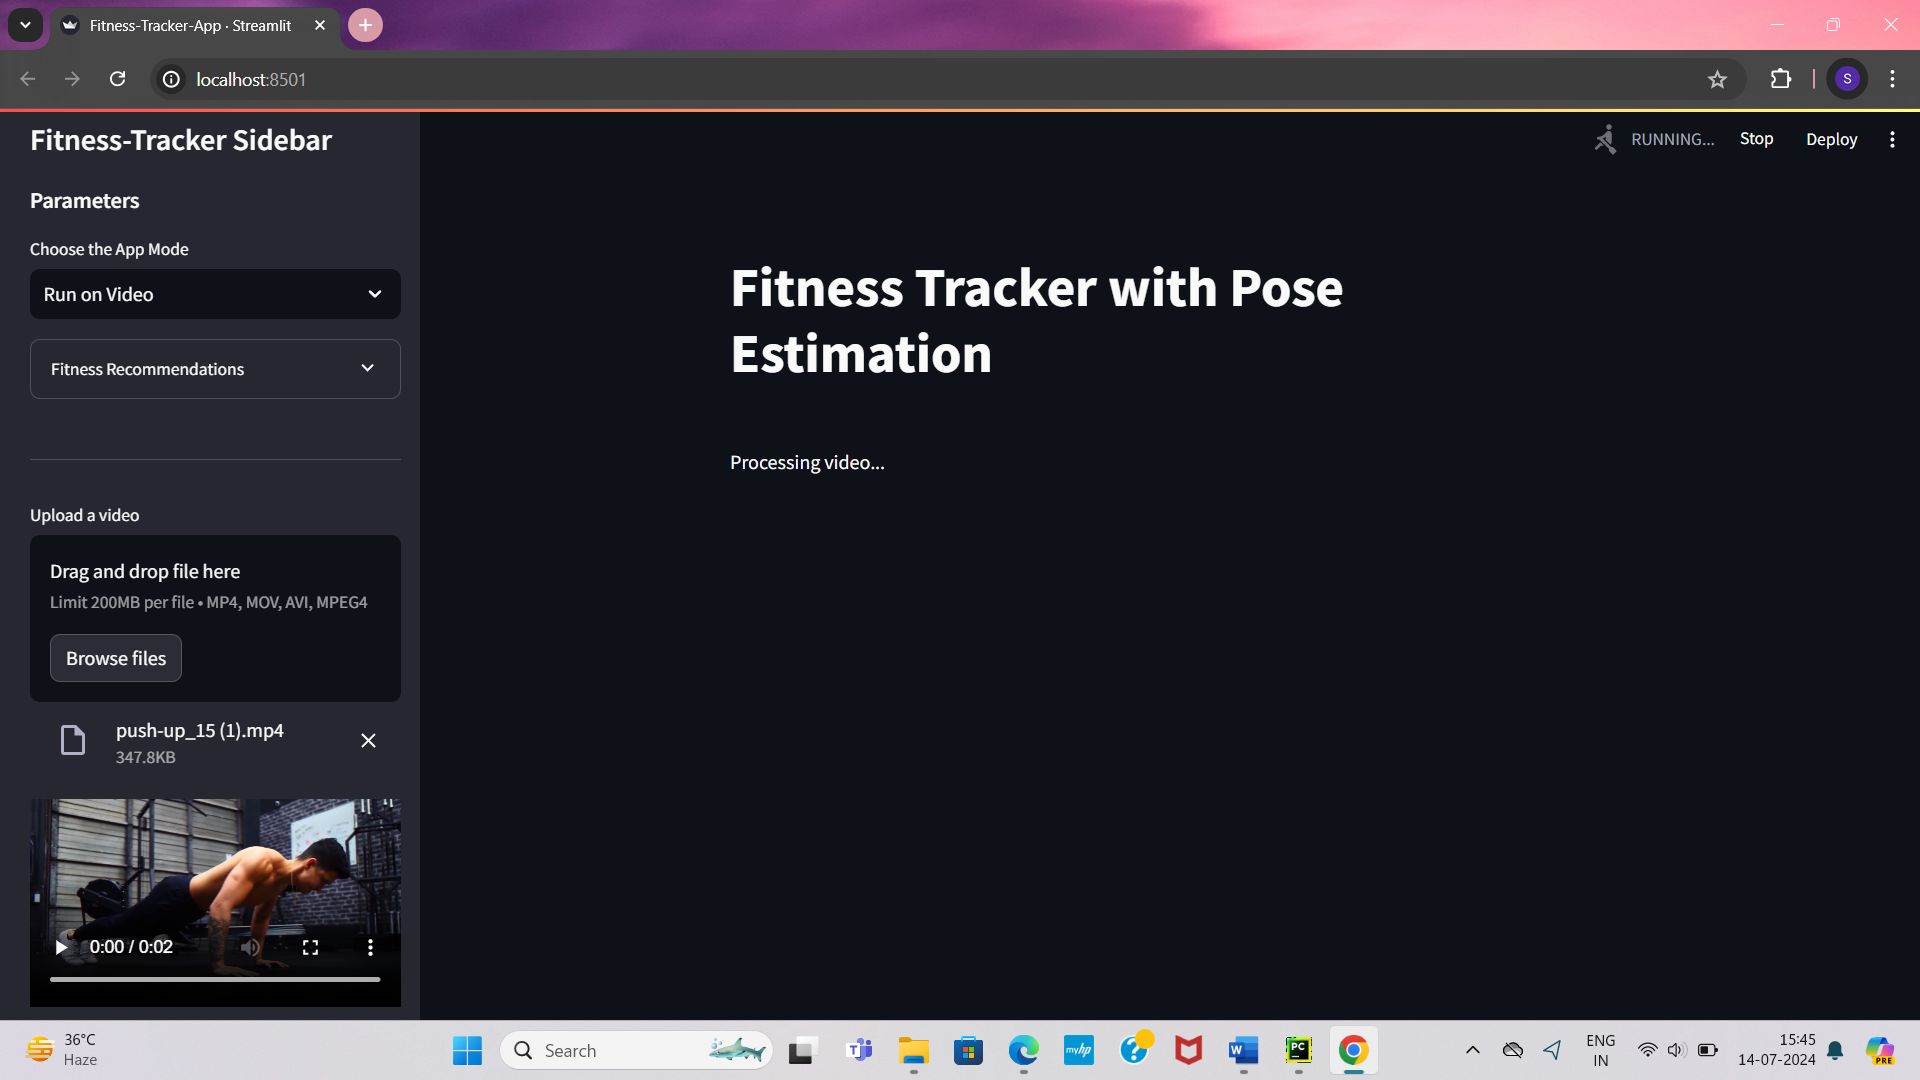 Fitness-Tracker-App · Streamlit
localhost:8501
S
Fitness-Tracker Sidebar
RUNNING...
Stop
Deploy
Parameters
Choose the App Mode
Run on Video
Fitness Recommendations
Fitness Tracker with Pose
Estimation
Processing video...
Upload a video
Drag and drop file here
Limit 200MB per file • MP4, MOV, AVI, MPEG4
Browse files
push-up_15 (1).mp4
347.8KB
0:00 / 0:02
36°C
Haze
Search
myhp
PC
ENG
IN
15:45
14-07-2024
PRE